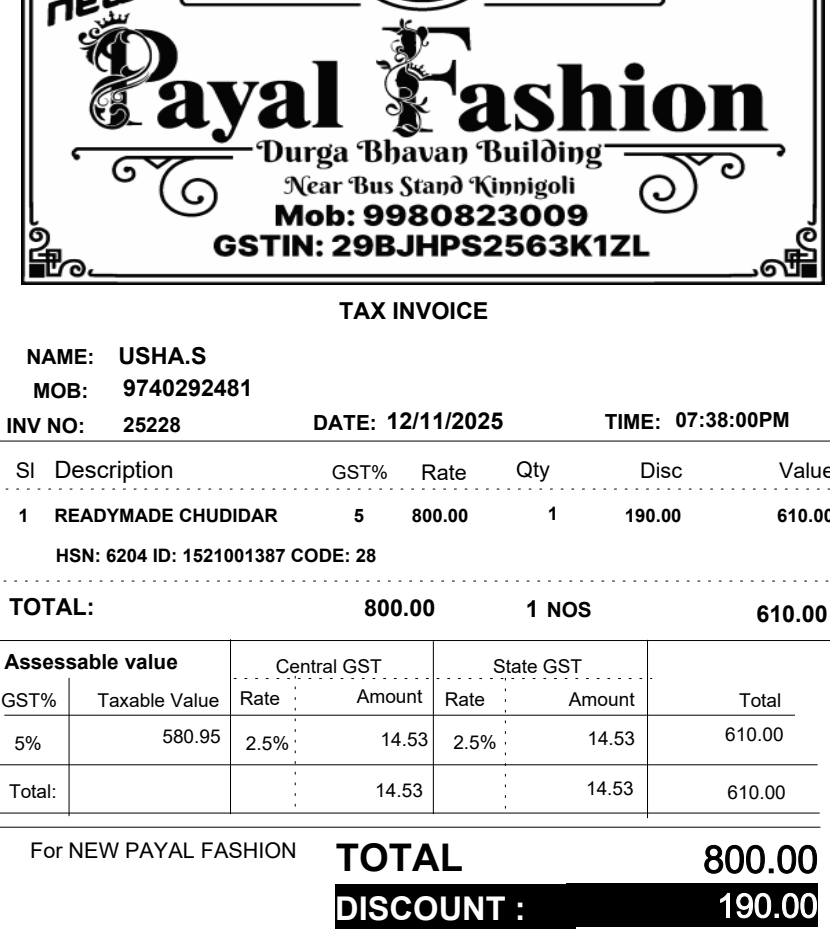 new
Payal Fashion
Durga Bhavan Building
Near Bus Stand Kinnigoli
Mob: 9980823009
GSTIN: 29BJHPS2563K1ZL
TAX INVOICE
NAME: USHA.S
MOB: 9740292481
INV NO: 25228 DATE: 12/11/2025 TIME: 07:38:00PM
Sl Description GST% Rate Qty Disc Value
1 READYMADE CHUDIDAR 5 800.00 1 190.00 610.00
HSN: 6204 ID: 1521001387 CODE: 28
TOTAL: 800.00 1 NOS 610.00
Assessable value Central GST State GST
GST% Taxable Value Rate Amount Rate Amount Total
5% 580.95 2.5% 14.53 2.5% 14.53 610.00
Total: 14.53 14.53 610.00
For NEW PAYAL FASHION TOTAL 800.00
DISCOUNT : 190.00